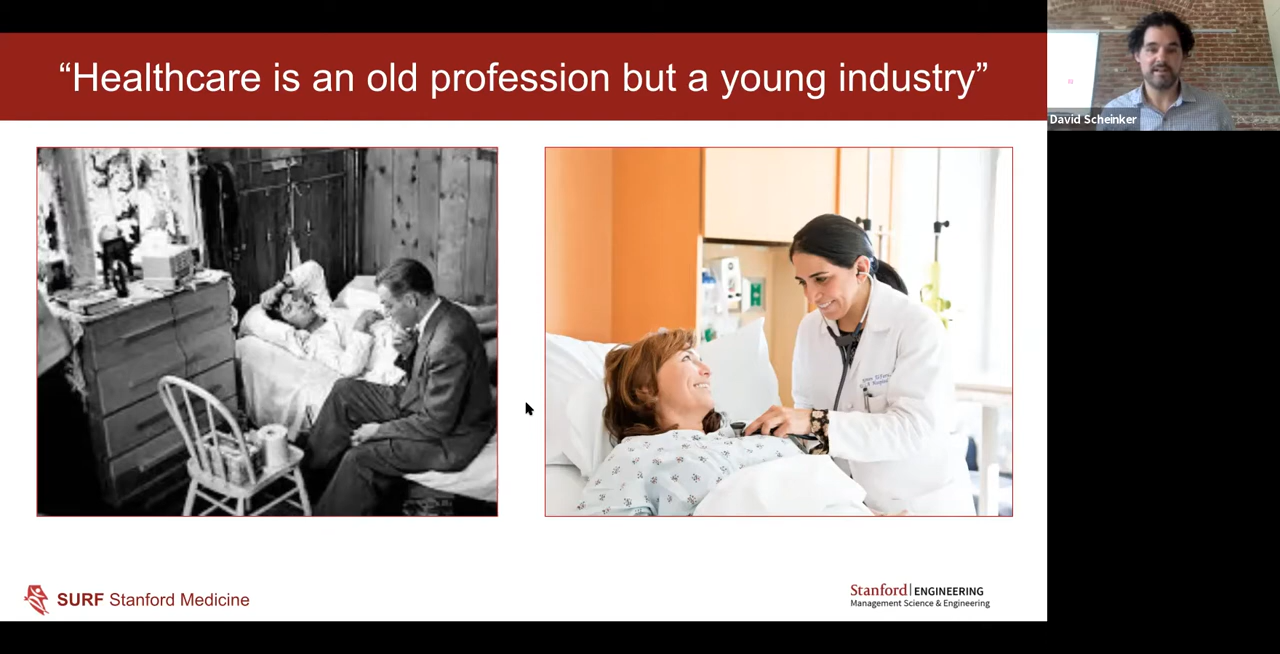 “Healthcare is an old profession but a young industry”
David Scheinker
SURF Stanford Medicine
Stanford | ENGINEERING
Management Science & Engineering